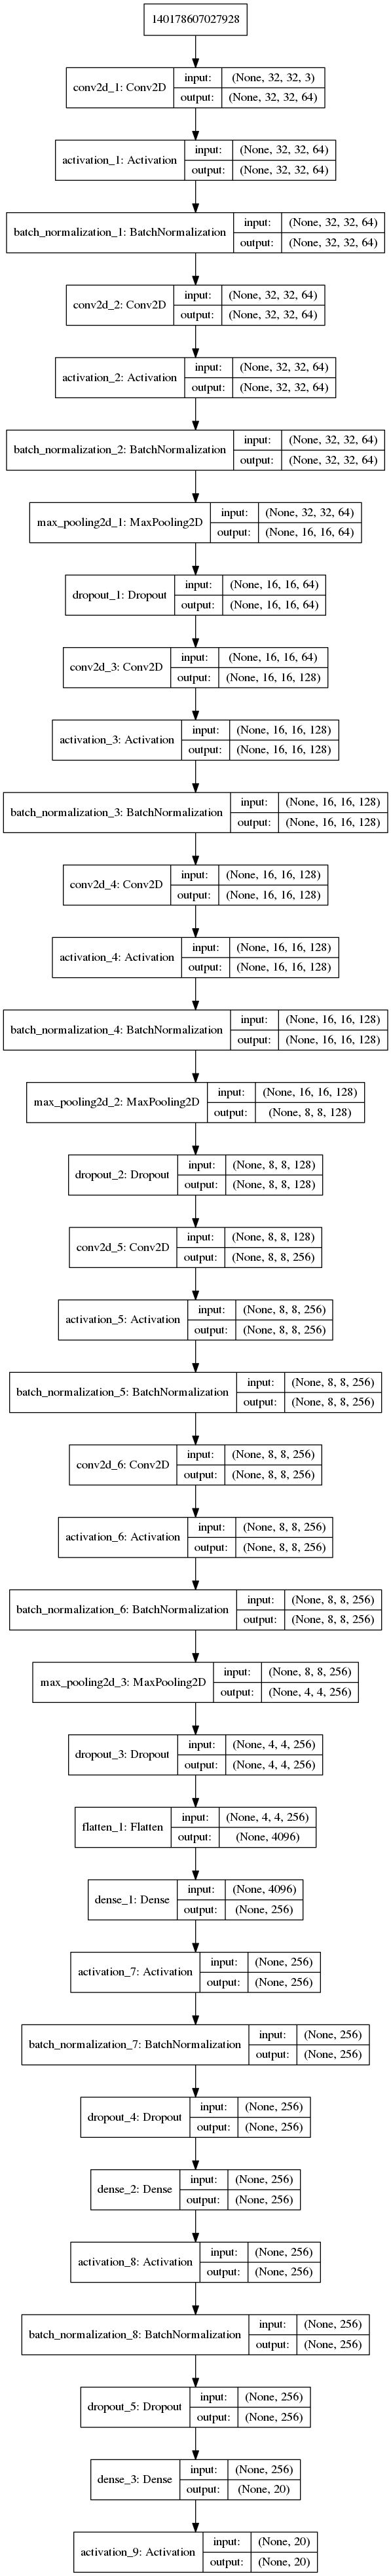 140178607027928
conv2d_1: Conv2D input: (None, 32, 32, 3)
output: (None, 32, 32, 64)
activation_1: Activation input: (None, 32, 32, 64)
output: (None, 32, 32, 64)
batch_normalization_1: BatchNormalization input: (None, 32, 32, 64)
output: (None, 32, 32, 64)
conv2d_2: Conv2D input: (None, 32, 32, 64)
output: (None, 32, 32, 64)
activation_2: Activation input: (None, 32, 32, 64)
output: (None, 32, 32, 64)
batch_normalization_2: BatchNormalization input: (None, 32, 32, 64)
output: (None, 32, 32, 64)
max_pooling2d_1: MaxPooling2D input: (None, 32, 32, 64)
output: (None, 16, 16, 64)
dropout_1: Dropout input: (None, 16, 16, 64)
output: (None, 16, 16, 64)
conv2d_3: Conv2D input: (None, 16, 16, 64)
output: (None, 16, 16, 128)
activation_3: Activation input: (None, 16, 16, 128)
output: (None, 16, 16, 128)
batch_normalization_3: BatchNormalization input: (None, 16, 16, 128)
output: (None, 16, 16, 128)
conv2d_4: Conv2D input: (None, 16, 16, 128)
output: (None, 16, 16, 128)
activation_4: Activation input: (None, 16, 16, 128)
output: (None, 16, 16, 128)
batch_normalization_4: BatchNormalization input: (None, 16, 16, 128)
output: (None, 16, 16, 128)
max_pooling2d_2: MaxPooling2D input: (None, 16, 16, 128)
output: (None, 8, 8, 128)
dropout_2: Dropout input: (None, 8, 8, 128)
output: (None, 8, 8, 128)
conv2d_5: Conv2D input: (None, 8, 8, 128)
output: (None, 8, 8, 256)
activation_5: Activation input: (None, 8, 8, 256)
output: (None, 8, 8, 256)
batch_normalization_5: BatchNormalization input: (None, 8, 8, 256)
output: (None, 8, 8, 256)
conv2d_6: Conv2D input: (None, 8, 8, 256)
output: (None, 8, 8, 256)
activation_6: Activation input: (None, 8, 8, 256)
output: (None, 8, 8, 256)
batch_normalization_6: BatchNormalization input: (None, 8, 8, 256)
output: (None, 8, 8, 256)
max_pooling2d_3: MaxPooling2D input: (None, 8, 8, 256)
output: (None, 4, 4, 256)
dropout_3: Dropout input: (None, 4, 4, 256)
output: (None, 4, 4, 256)
flatten_1: Flatten input: (None, 4, 4, 256)
output: (None, 4096)
dense_1: Dense input: (None, 4096)
output: (None, 256)
activation_7: Activation input: (None, 256)
output: (None, 256)
batch_normalization_7: BatchNormalization input: (None, 256)
output: (None, 256)
dropout_4: Dropout input: (None, 256)
output: (None, 256)
dense_2: Dense input: (None, 256)
output: (None, 256)
activation_8: Activation input: (None, 256)
output: (None, 256)
batch_normalization_8: BatchNormalization input: (None, 256)
output: (None, 256)
dropout_5: Dropout input: (None, 256)
output: (None, 256)
dense_3: Dense input: (None, 256)
output: (None, 20)
activation_9: Activation input: (None, 20)
output: (None, 20)